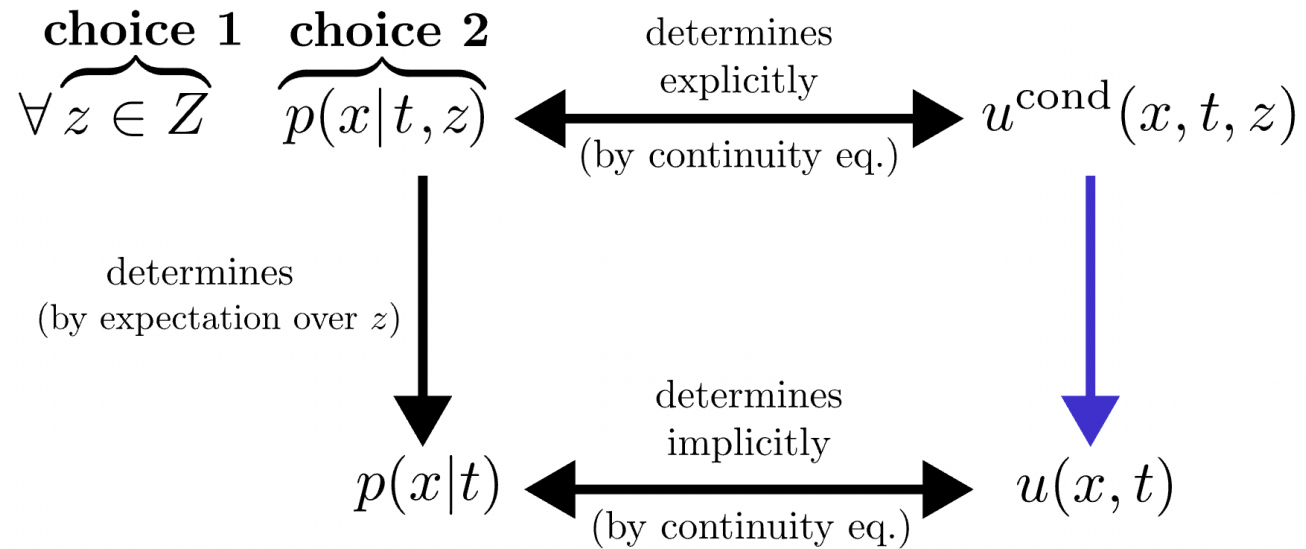 choice 1 choice 2
∀ z ∈ Z p(x|t, z)
determines
explicitly
(by continuity eq.)
u^cond(x, t, z)
determines
(by expectation over z)
determines
implicitly
(by continuity eq.)
p(x|t)
u(x, t)